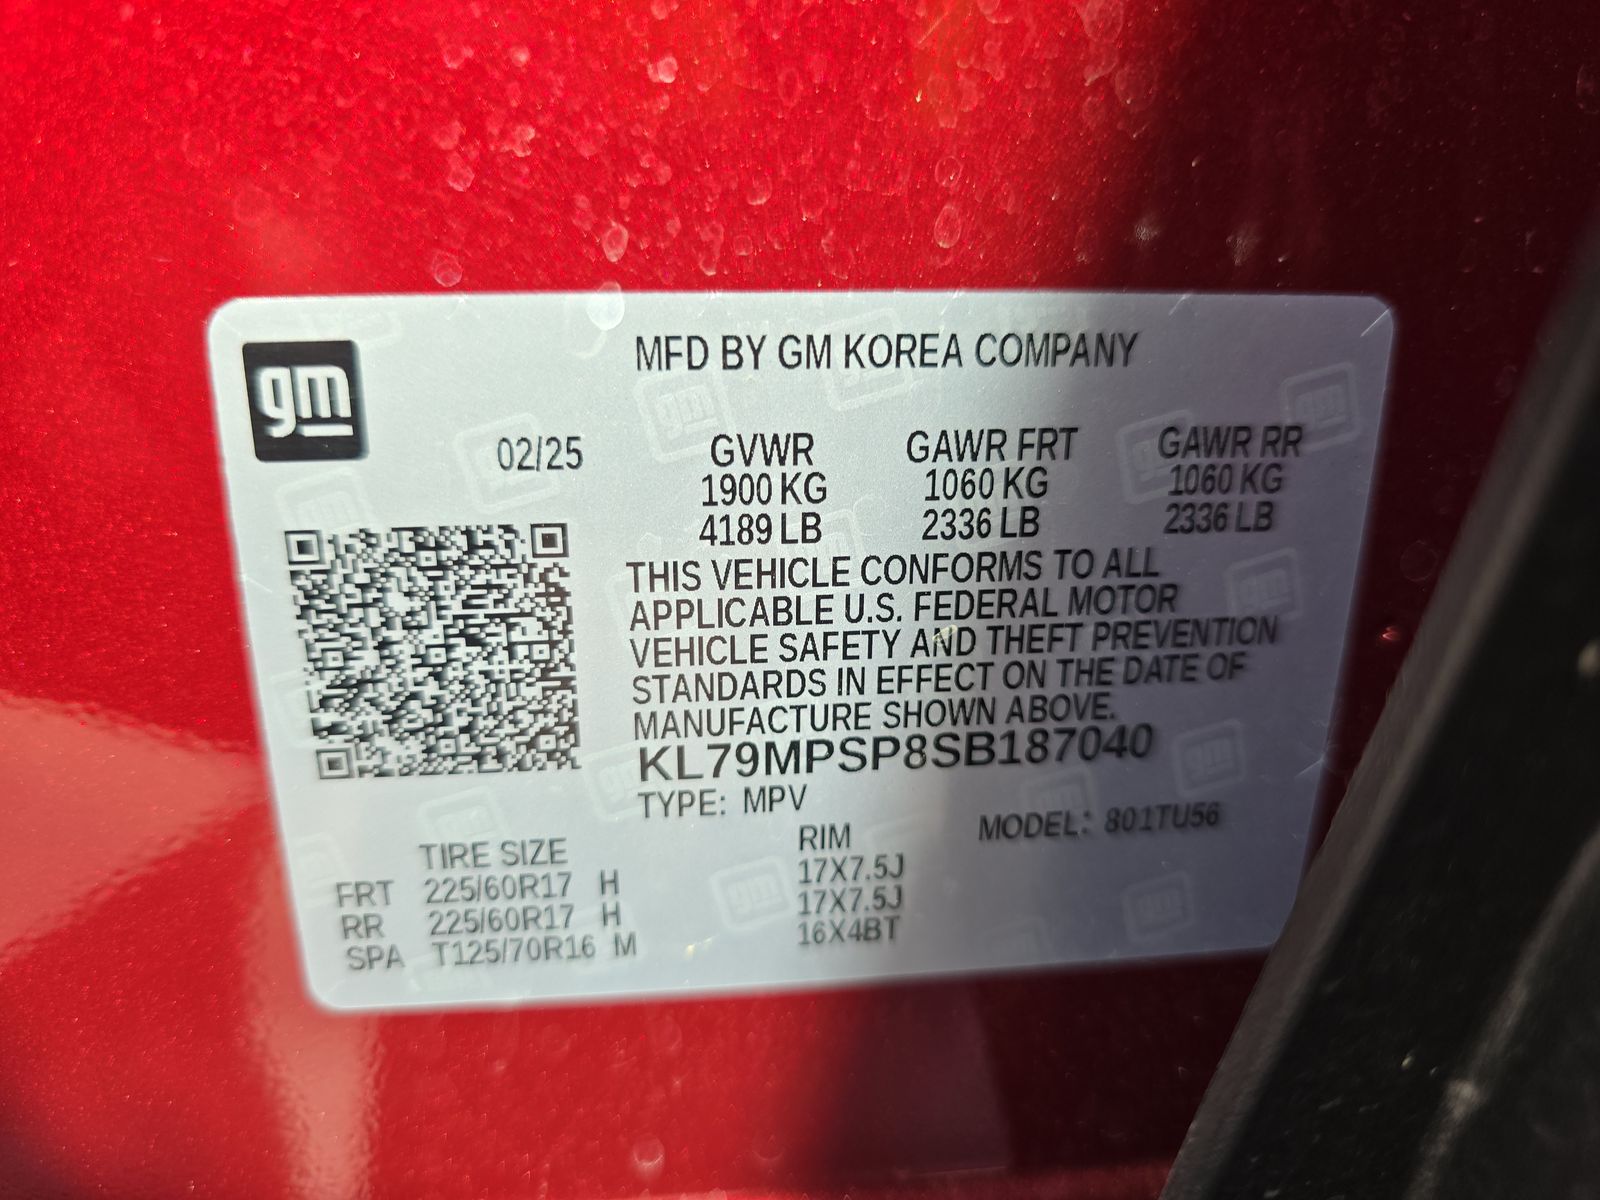 gm
MFD BY GM KOREA COMPANY
02/25 GVWR GAWR FRT GAWR RR
1900 KG 1060 KG 1060 KG
4189 LB 2336 LB 2336 LB
THIS VEHICLE CONFORMS TO ALL
APPLICABLE U.S. FEDERAL MOTOR
VEHICLE SAFETY AND THEFT PREVENTION
STANDARDS IN EFFECT ON THE DATE OF
MANUFACTURE SHOWN ABOVE.
KL79MPSP8SB187040
TYPE: MPV MODEL: 801TU56
TIRE SIZE RIM
FRT 225/60R17 H 17X7.5J
RR 225/60R17 H 17X7.5J
SPA T125/70R16 M 16X4BT